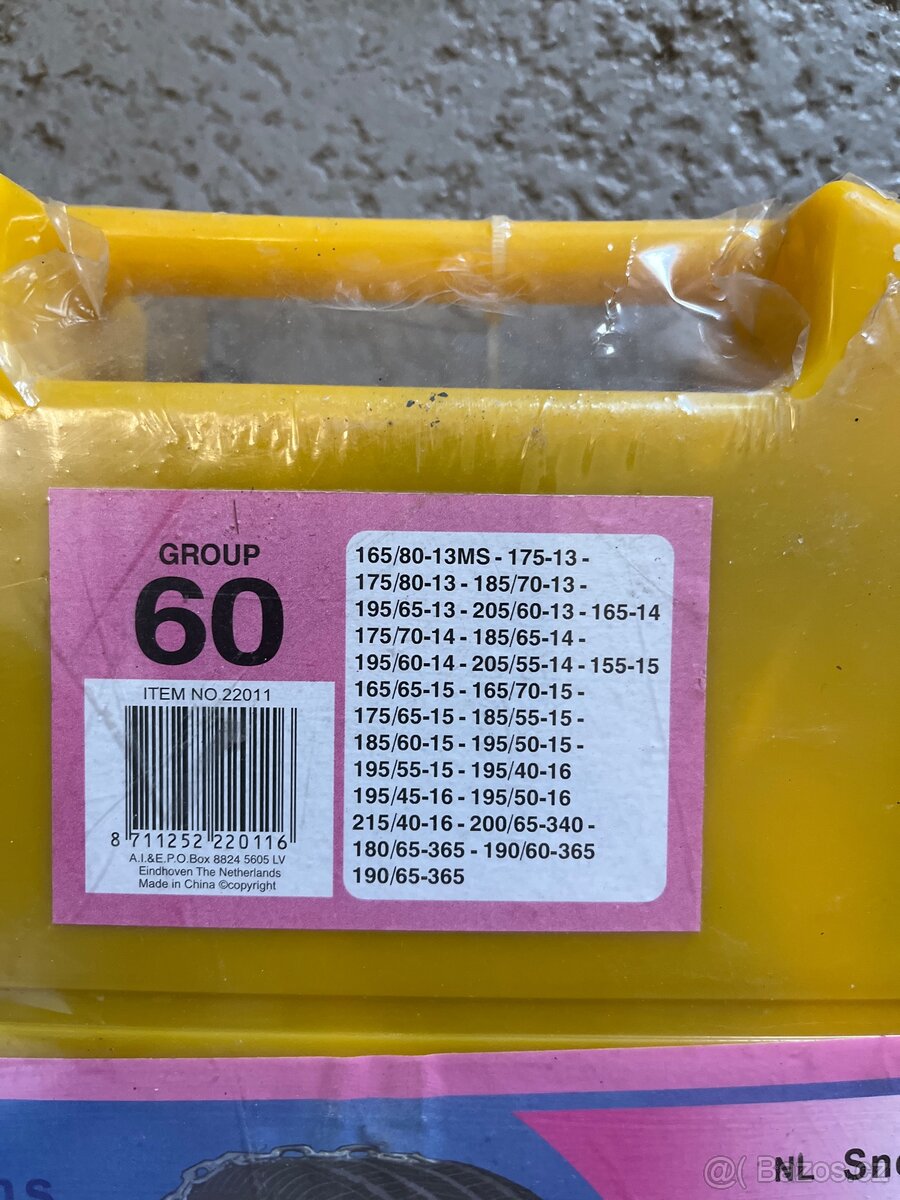 GROUP
60
ITEM NO.22011
8 711252 220116
A.I.&E.P.O.Box 8824 5605 LV
Eindhoven The Netherlands
Made in China ©copyright
165/80-13MS - 175-13 -
175/80-13 - 185/70-13 -
195/65-13 - 205/60-13 - 165-14
175/70-14 - 185/65-14 -
195/60-14 - 205/55-14 - 155-15
165/65-15 - 165/70-15 -
175/65-15 - 185/55-15 -
185/60-15 - 195/50-15 -
195/55-15 - 195/40-16
195/45-16 - 195/50-16
215/40-16 - 200/65-340 -
180/65-365 - 190/60-365
190/65-365
NL
Bazos.cz